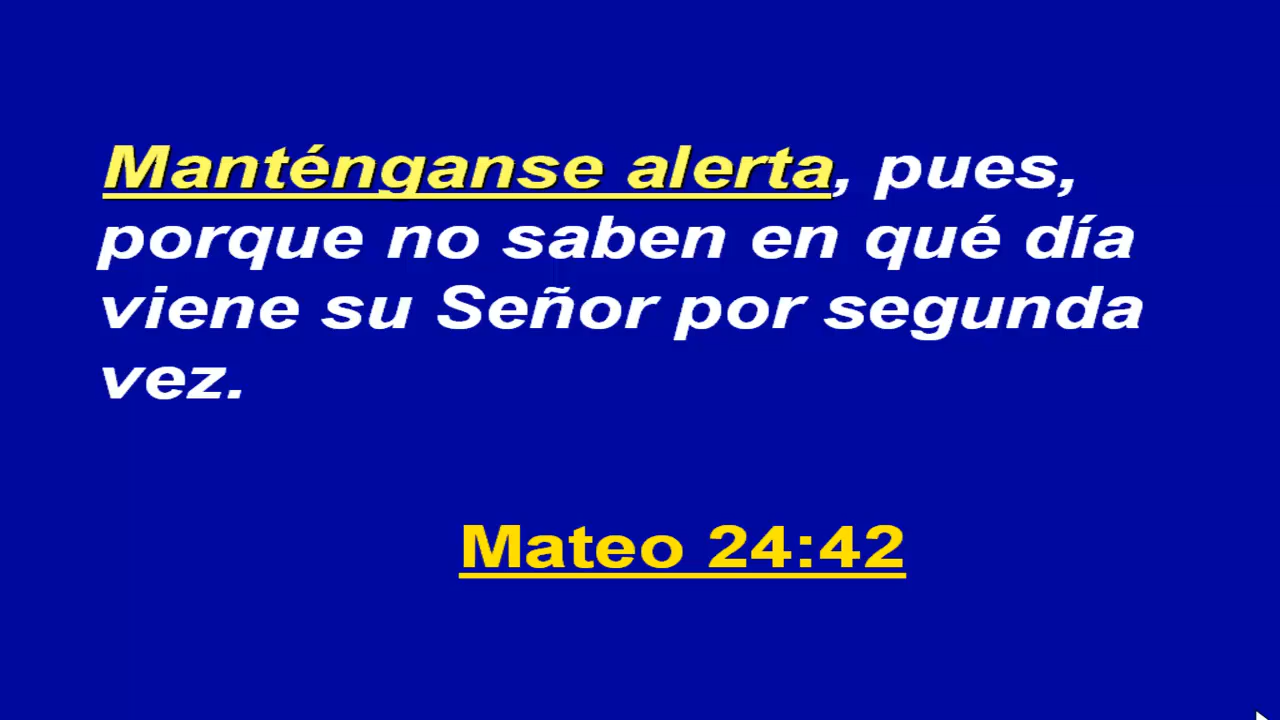 Manténganse alerta, pues,
porque no saben en qué día
viene su Señor por segunda
vez.
Mateo 24:42